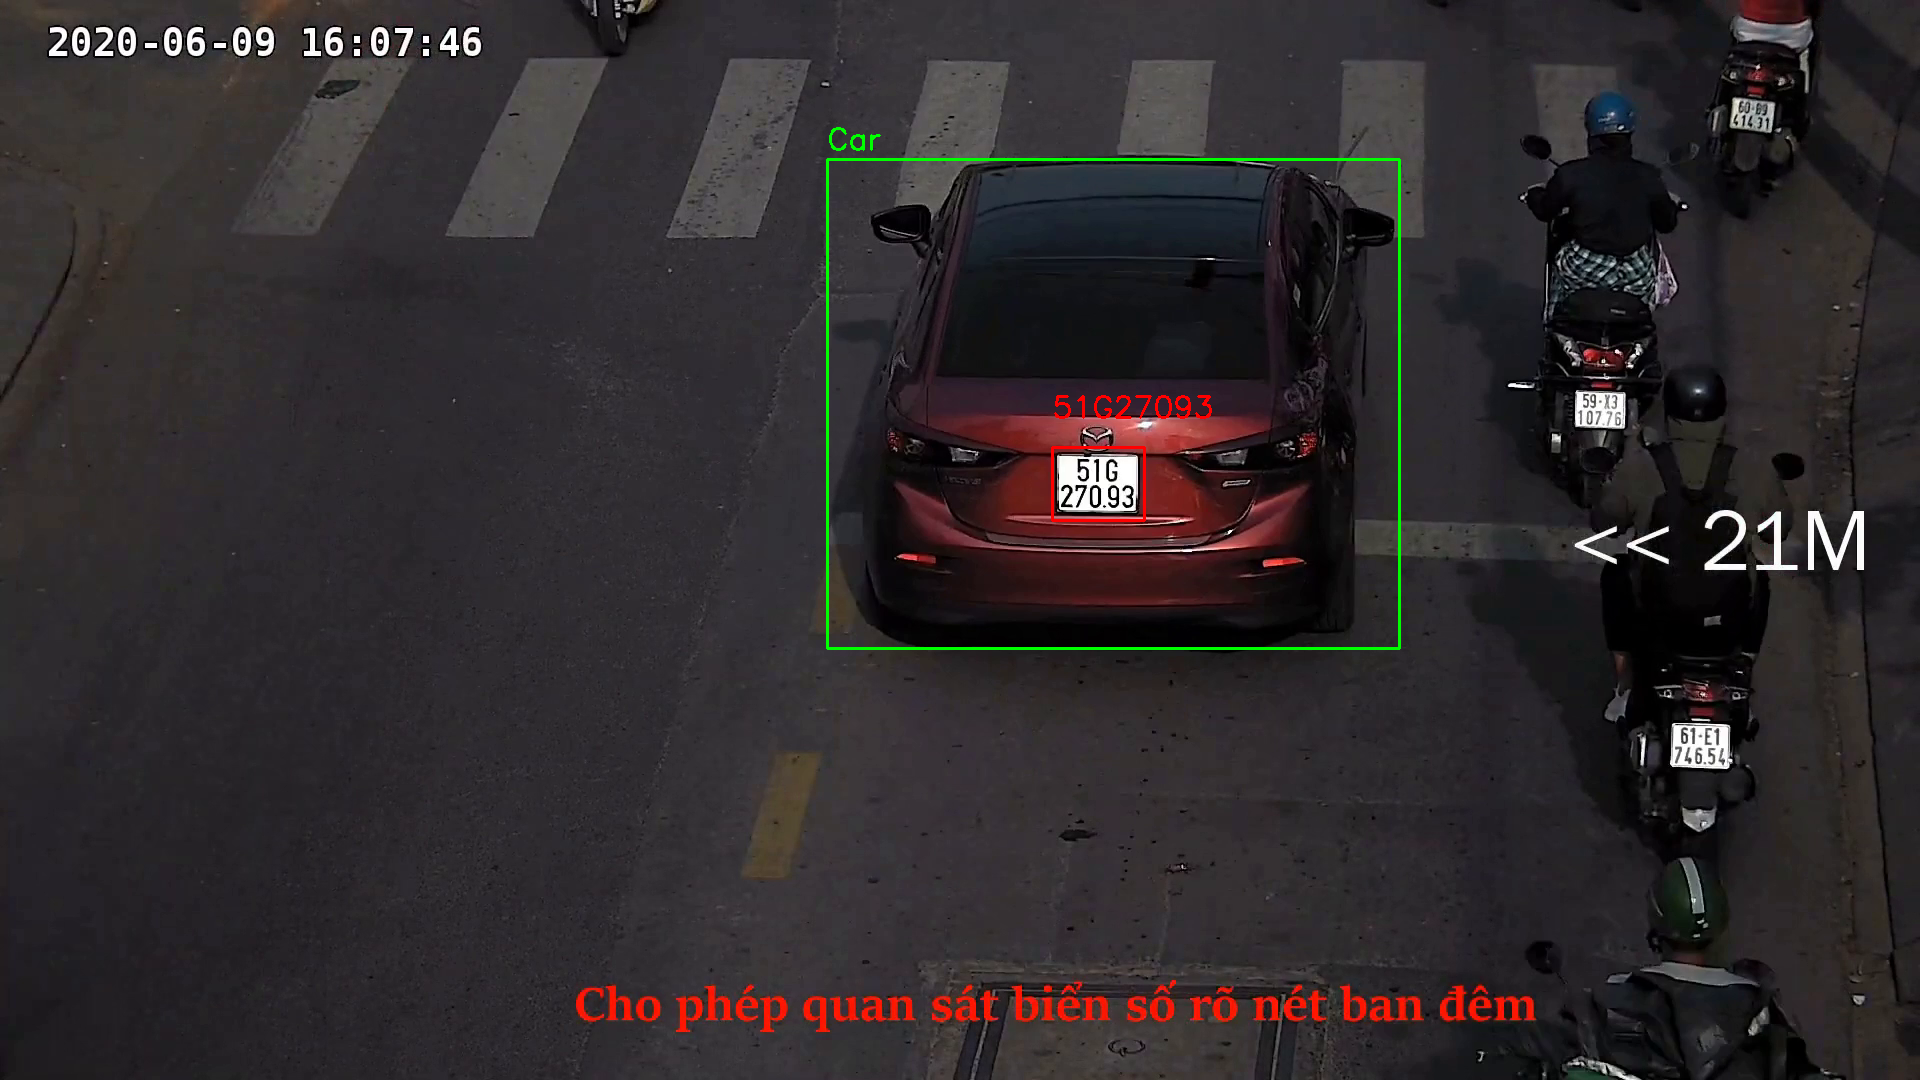 2020-06-09 16:07:46
60-B9
414.31
Car
59-X3
107.76
51G27093
51G
270.93
<< 21M
61-E1
746.54
Cho phép quan sát biển số rõ nét ban đêm